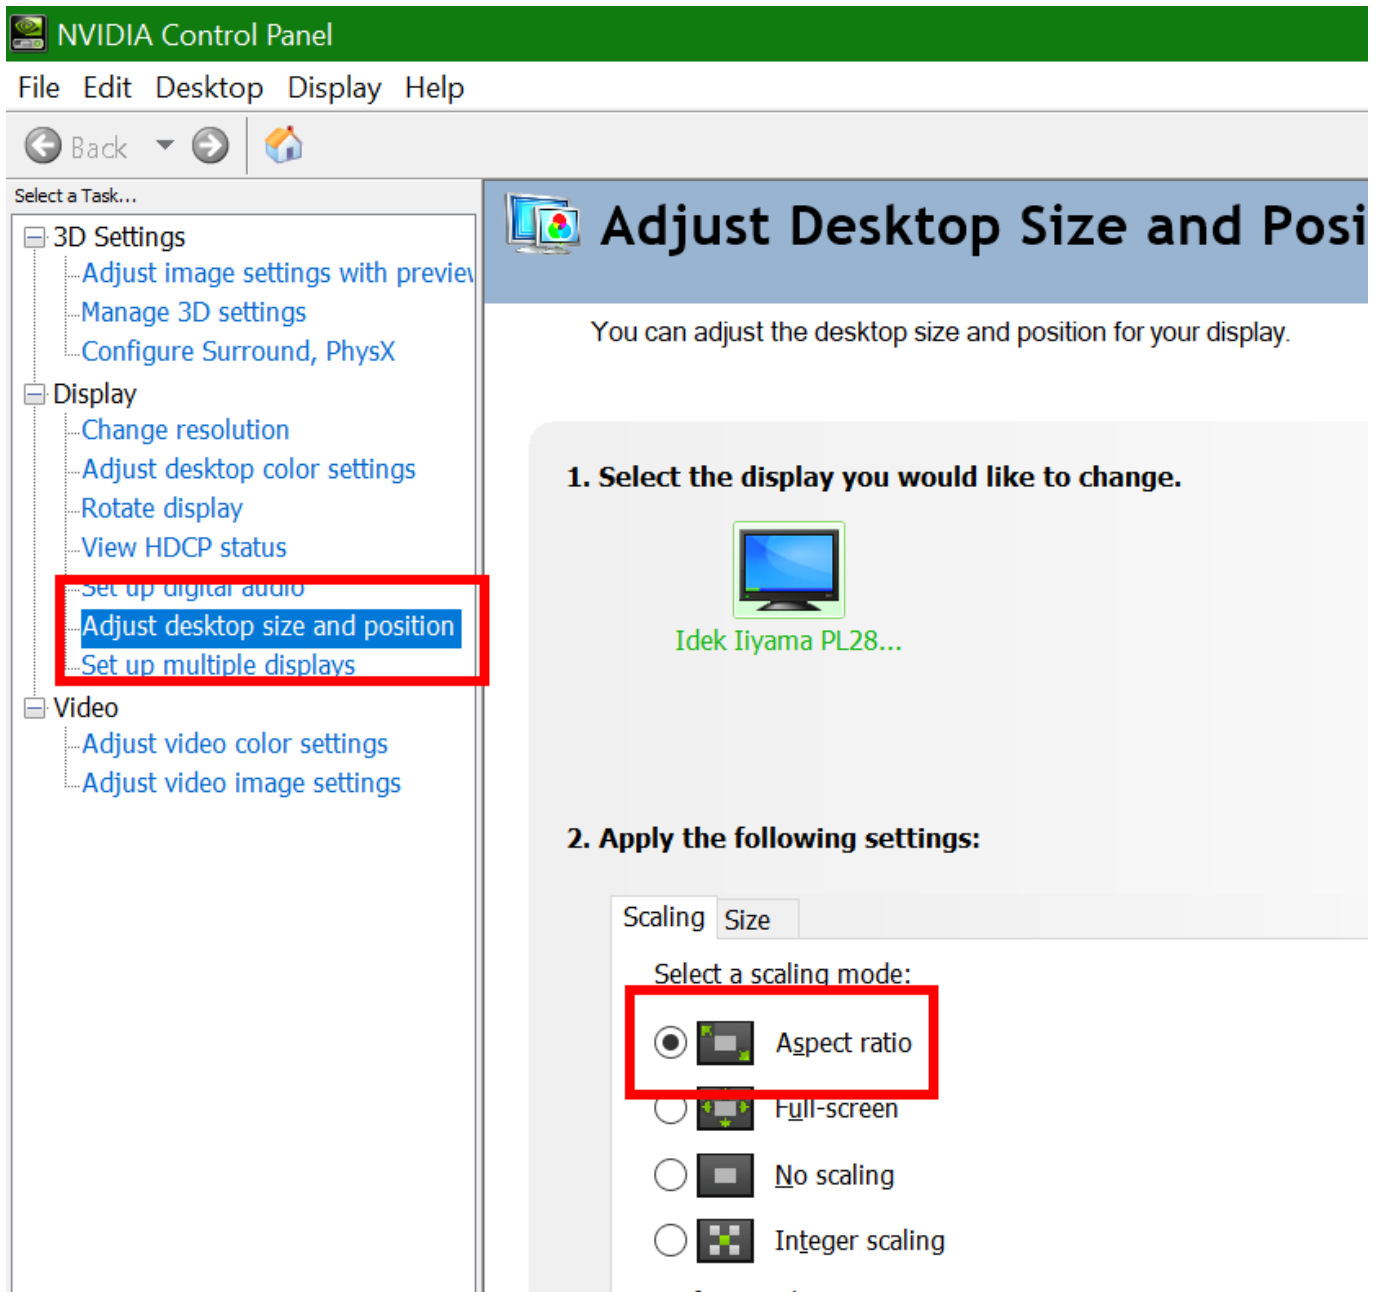 NVIDIA Control Panel
File Edit Desktop Display Help
Back
Select a Task...
3D Settings
Adjust image settings with preview
Manage 3D settings
Configure Surround, PhysX
Display
Change resolution
Adjust desktop color settings
Rotate display
View HDCP status
Set up digital audio
Adjust desktop size and position
Set up multiple displays
Video
Adjust video color settings
Adjust video image settings
Adjust Desktop Size and Posi
You can adjust the desktop size and position for your display.
1. Select the display you would like to change.
Idek Iiyama PL28...
2. Apply the following settings:
Scaling Size
Select a scaling mode:
Aspect ratio
Full-screen
No scaling
Integer scaling